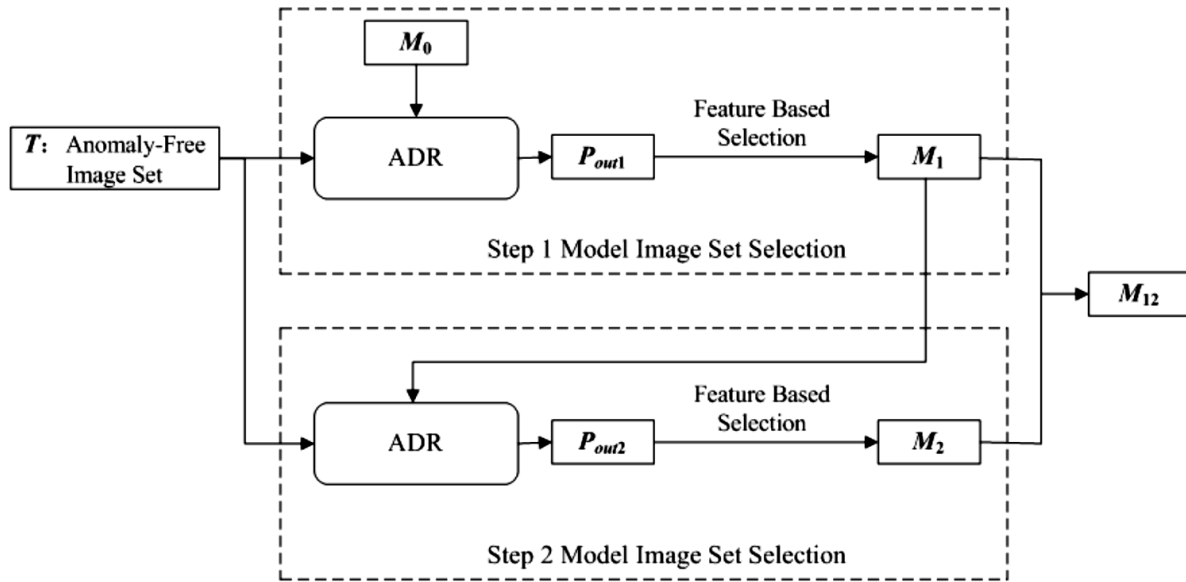 M₀
T： Anomaly-Free
Image Set
ADR
Pout1
Feature Based
Selection
M₁
Step 1 Model Image Set Selection
M₁₂
ADR
Pout2
Feature Based
Selection
M₂
Step 2 Model Image Set Selection